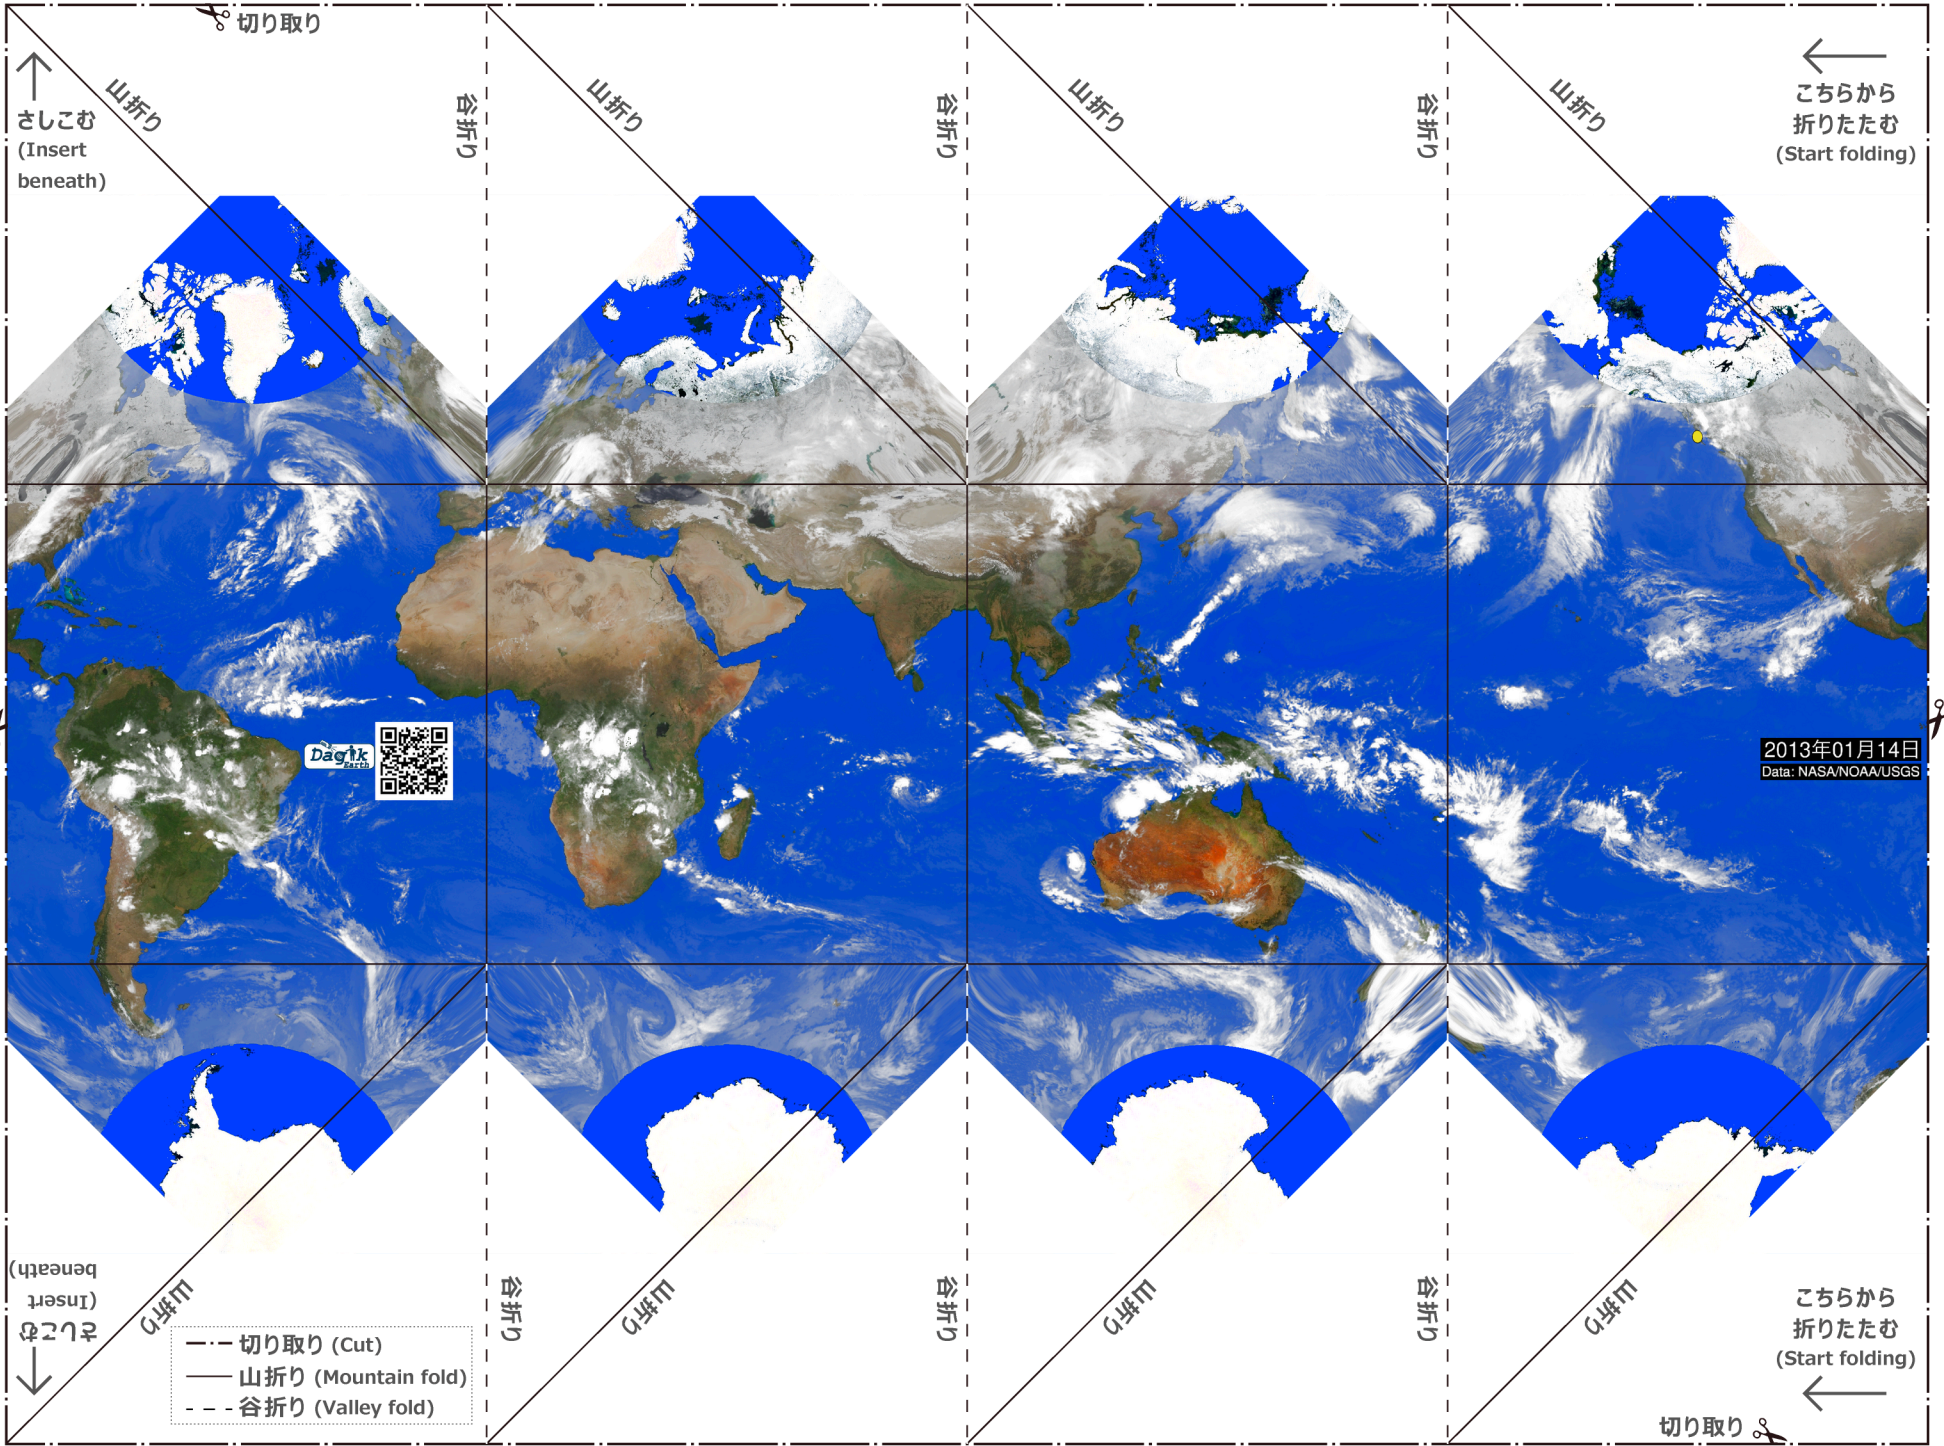 切り取り
山折り
谷折り
山折り
谷折り
山折り
谷折り
山折り
さしこむ
(Insert
beneath)
こちらから
折りたたむ
(Start folding)
Dagik
Earth
2013年01月14日
Data: NASA/NOAA/USGS
さしこむ
(Insert
beneath)
山折り
谷折り
山折り
谷折り
山折り
谷折り
山折り
こちらから
折りたたむ
(Start folding)
切り取り (Cut)
山折り (Mountain fold)
谷折り (Valley fold)
切り取り